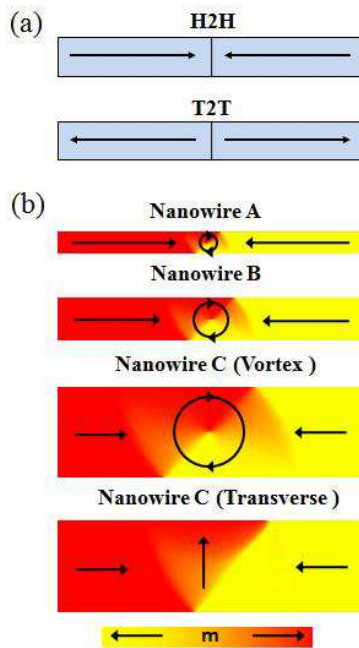 (a)
H2H
T2T
(b)
Nanowire A
Nanowire B
Nanowire C (Vortex )
Nanowire C (Transverse )
m